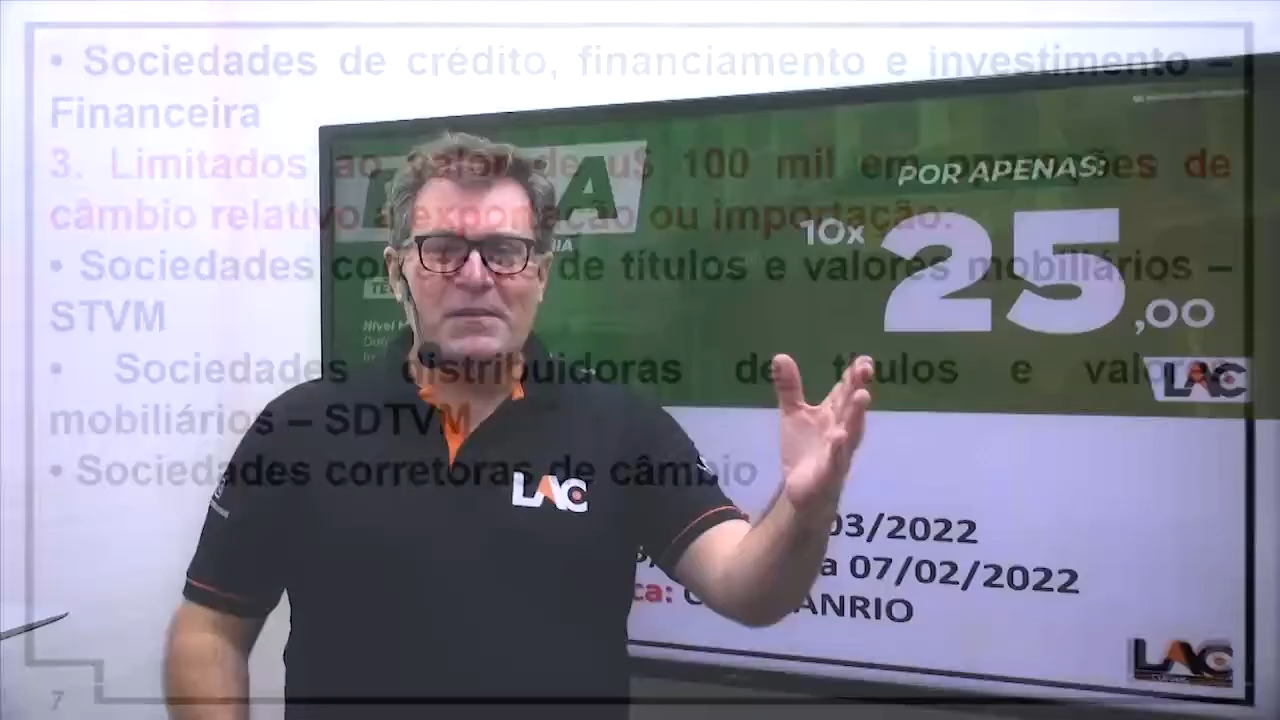 • Sociedades de crédito, financiamento e investimento –
Financeira
3. Limitados ao valor de u$ 100 mil em operações de
câmbio relativo a exportação ou importação:
• Sociedades de títulos e valores mobiliários –
STVM
• Sociedades distribuidoras de títulos e valores
mobiliários – SDTVM
• Sociedades corretoras de câmbio
7
POR APENAS:
10x 25,00
LAC
03/2022
a 07/02/2022
LAC
LAC